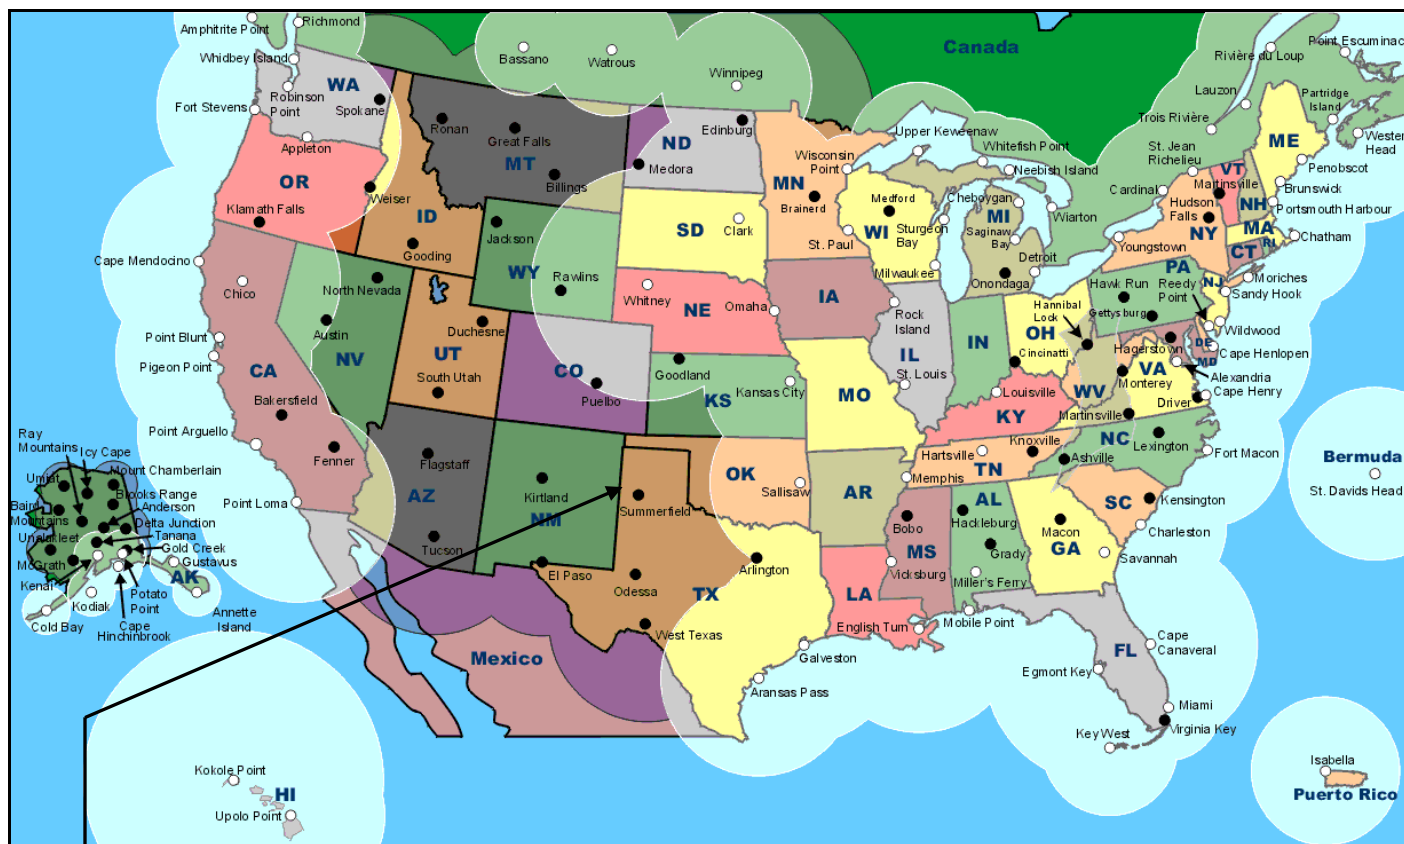 Amphitrite Point
Richmond
Whidbey Island
WA
Robinson
Point
Spokane
Fort Stevens
Appleton
Bassano
Watrous
Winnipeg
Canada
Rivière du Loup
Point Escuminac
Lauzon
Partridge
Island
Trois Rivière
Western
Head
St. Jean
Richelieu
ME
Penobscot
Brunswick
Portsmouth Harbour
Cardinal
VT
Martinsville
NH
Hudson
Falls
NY
MA
Chatham
RI
CT
Youngstown
Moriches
Sandy Hook
PA
NJ
Reedy
Point
Hawk Run
Gettysburg
Wildwood
DE
Cape Henlopen
MD
Hagerstown
Alexandria
Cape Henry
VA
Monterey
Driver
WV
Martinsville
Hannibal
Lock
OH
Cincinatti
Ronan
Great Falls
MT
Billings
ND
Edinburg
Medora
MN
Brainerd
Wisconsin
Point
St. Paul
Upper Keweenaw
Whitefish Point
Neebish Island
Cheboygan
MI
Saginaw
Bay
Wiarton
Detroit
Onondaga
Medford
WI
Sturgeon
Bay
Milwaukee
OR
Klamath Falls
Weiser
ID
Gooding
Jackson
WY
Rawlins
SD
Clark
Cape Mendocino
Chico
North Nevada
Austin
NV
UT
Duchesne
South Utah
CO
Puelbo
Whitney
NE
Omaha
IA
Rock
Island
IL
St. Louis
IN
Louisville
KY
Point Blunt
Pigeon Point
CA
Bakersfield
Fenner
Point Arguello
Point Loma
Goodland
KS
Kansas City
MO
Flagstaff
AZ
Tucson
Kirtland
NM
El Paso
Summerfield
OK
Sallisaw
AR
Hartsville
TN
Knoxville
Memphis
NC
Lexington
Ashville
Fort Macon
SC
Kensington
Charleston
Bermuda
St. Davids Head
Odessa
West Texas
TX
Arlington
Bobo
MS
Vicksburg
AL
Hackleburg
Grady
Miller's Ferry
Macon
GA
Savannah
LA
English Turn
Mobile Point
Galveston
Aransas Pass
Mexico
FL
Cape
Canaveral
Egmont Key
Miami
Virginia Key
Key West
Isabella
Puerto Rico
Ray
Mountains
Icy Cape
Mount Chamberlain
Umiat
Brooks Range
Baird
Mountains
Anderson
Delta Junction
Tanana
Unalakleet
Gold Creek
McGrath
Gustavus
Kenai
AK
Kodiak
Potato
Point
Cold Bay
Cape
Hinchinbrook
Annette
Island
Kokole Point
HI
Upolo Point